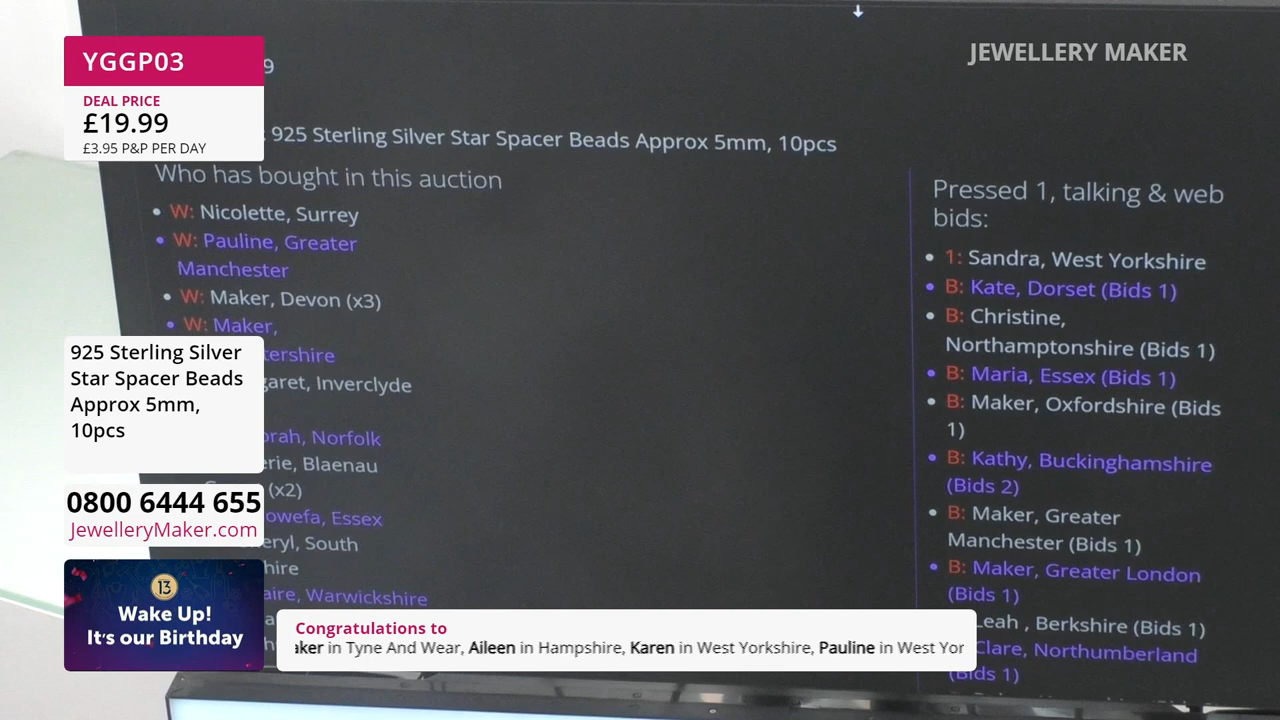 YGGP03
DEAL PRICE
£19.99
£3.95 P&P PER DAY
JEWELLERY MAKER
9
925 Sterling Silver Star Spacer Beads Approx 5mm, 10pcs
Who has bought in this auction
• W: Nicolette, Surrey
• W: Pauline, Greater
Manchester
• W: Maker, Devon (x3)
• W: Maker,
tershire
garet, Inverclyde
orah, Norfolk
erie, Blaenau
(x2)
owefa, Essex
eryl, South
hire
aire, Warwickshire
Pressed 1, talking & web
bids:
• 1: Sandra, West Yorkshire
• B: Kate, Dorset (Bids 1)
• B: Christine,
Northamptonshire (Bids 1)
• B: Maria, Essex (Bids 1)
• B: Maker, Oxfordshire (Bids
1)
• B: Kathy, Buckinghamshire
(Bids 2)
• B: Maker, Greater
Manchester (Bids 1)
• B: Maker, Greater London
(Bids 1)
Leah , Berkshire (Bids 1)
Clare, Northumberland
(Bids 1)
925 Sterling Silver
Star Spacer Beads
Approx 5mm,
10pcs
0800 6444 655
JewelleryMaker.com
13
Wake Up!
It's our Birthday
Congratulations to
aker in Tyne And Wear, Aileen in Hampshire, Karen in West Yorkshire, Pauline in West Yor